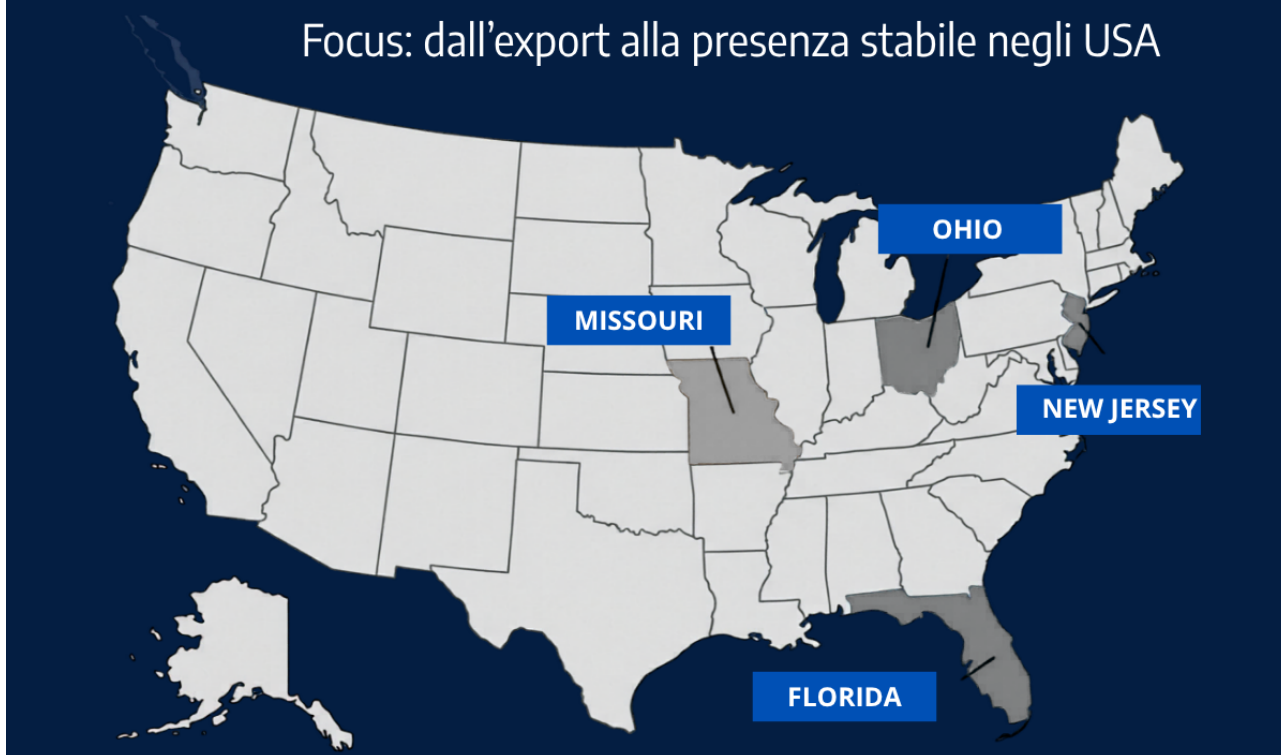 Focus: dall’export alla presenza stabile negli USA
OHIO
MISSOURI
NEW JERSEY
FLORIDA